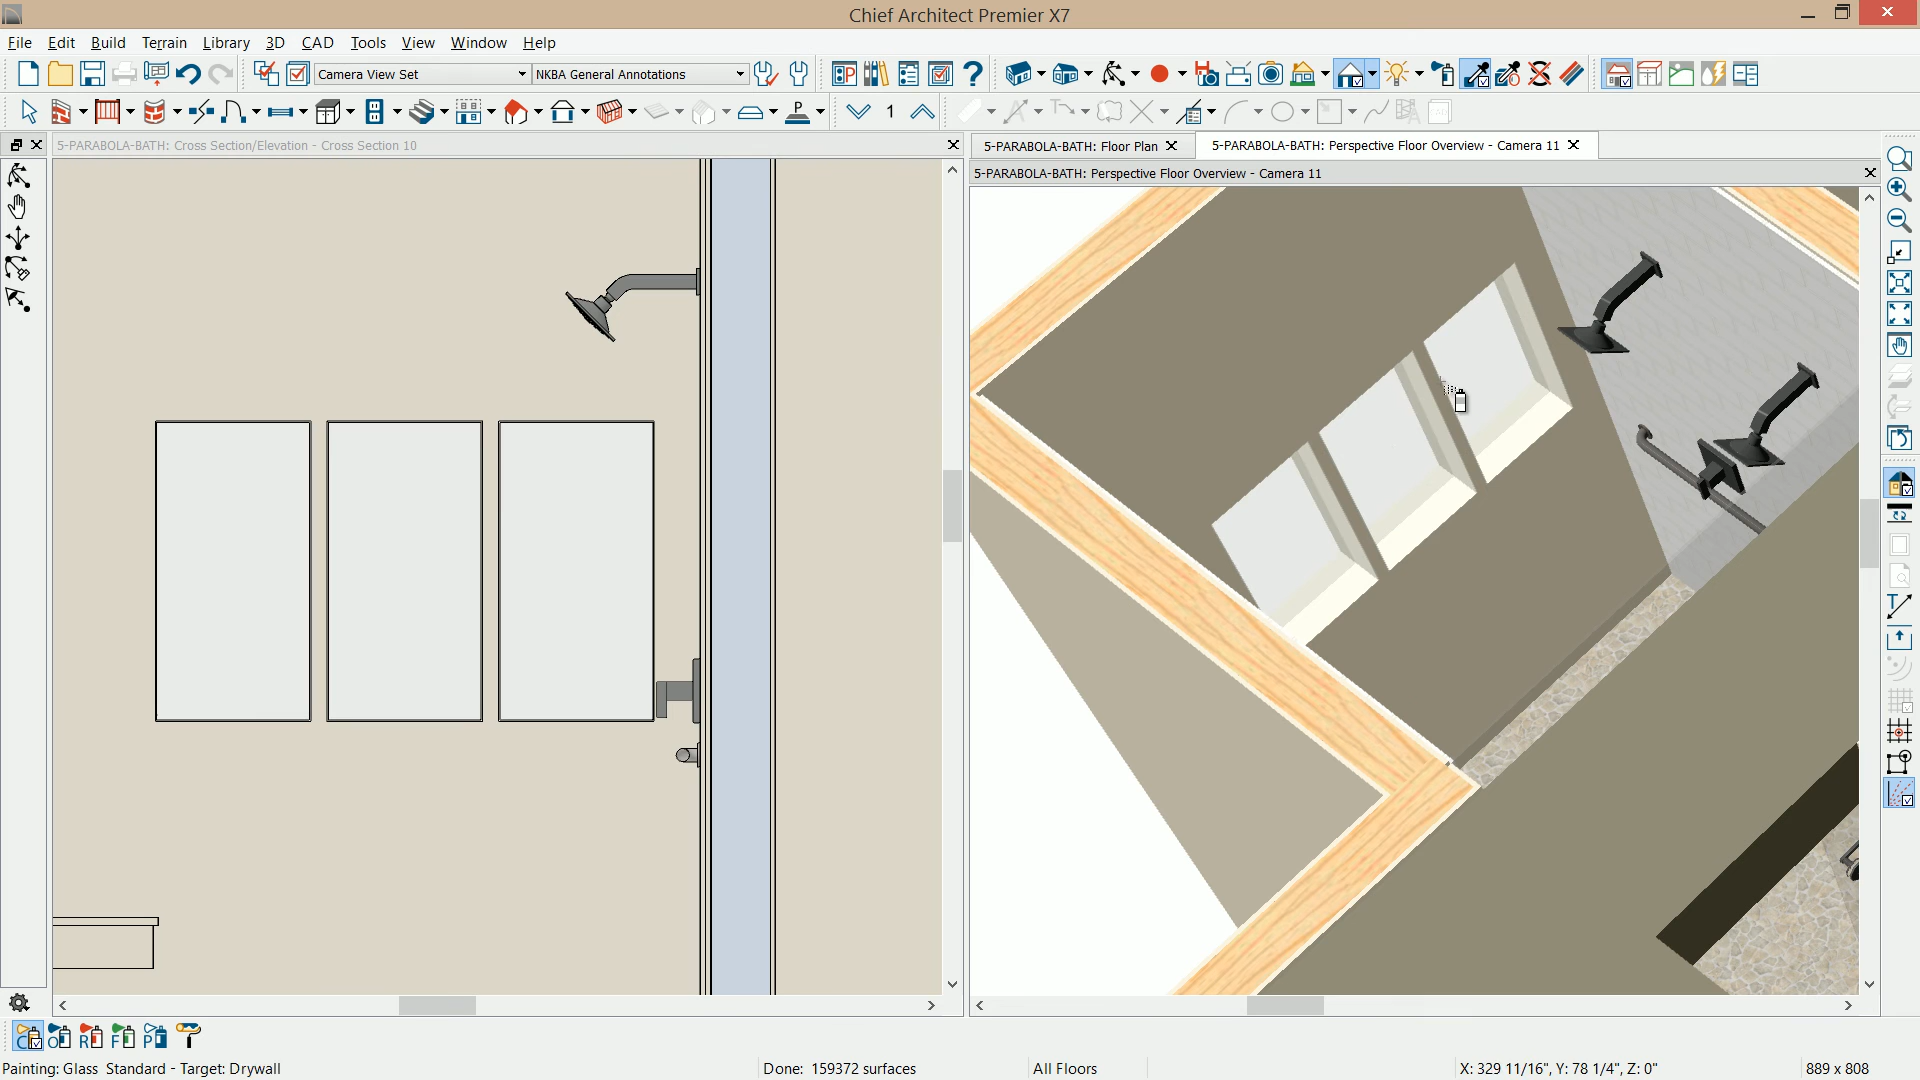 Chief Architect Premier X7
File Edit Build Terrain Library 3D CAD Tools View Window Help
Camera View Set NKBA General Annotations
1
5-PARABOLA-BATH: Cross Section/Elevation - Cross Section 10
5-PARABOLA-BATH: Floor Plan 5-PARABOLA-BATH: Perspective Floor Overview - Camera 11
5-PARABOLA-BATH: Perspective Floor Overview - Camera 11
Painting: Glass Standard - Target: Drywall Done: 159372 surfaces All Floors X: 329 11/16", Y: 78 1/4", Z: 0" 889 x 808